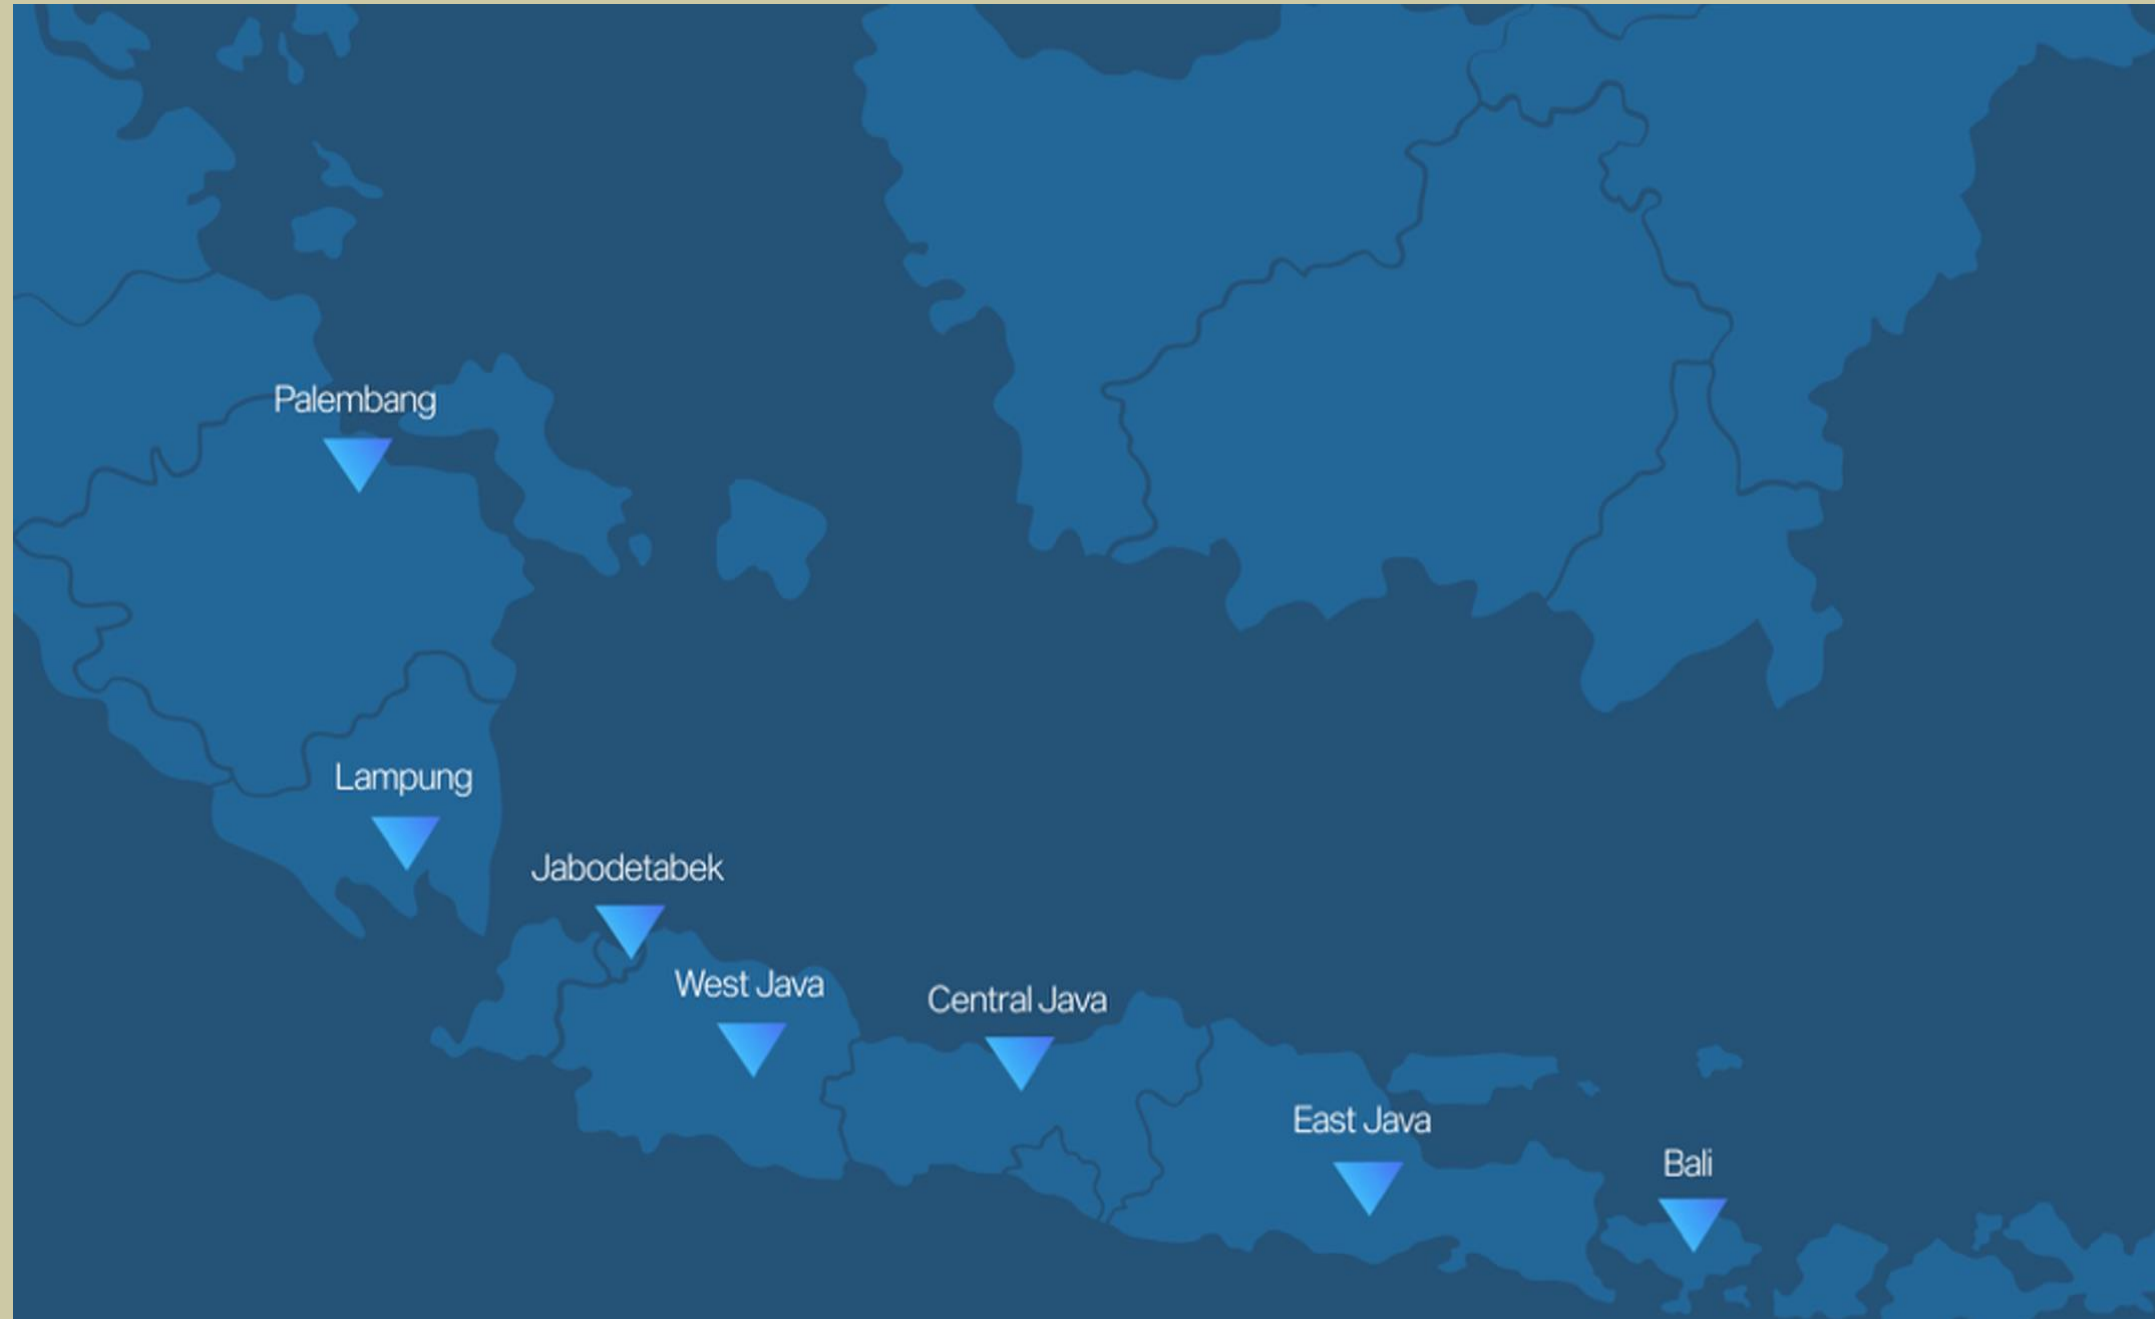 Palembang
Lampung
Jabodetabek
West Java
Central Java
East Java
Bali